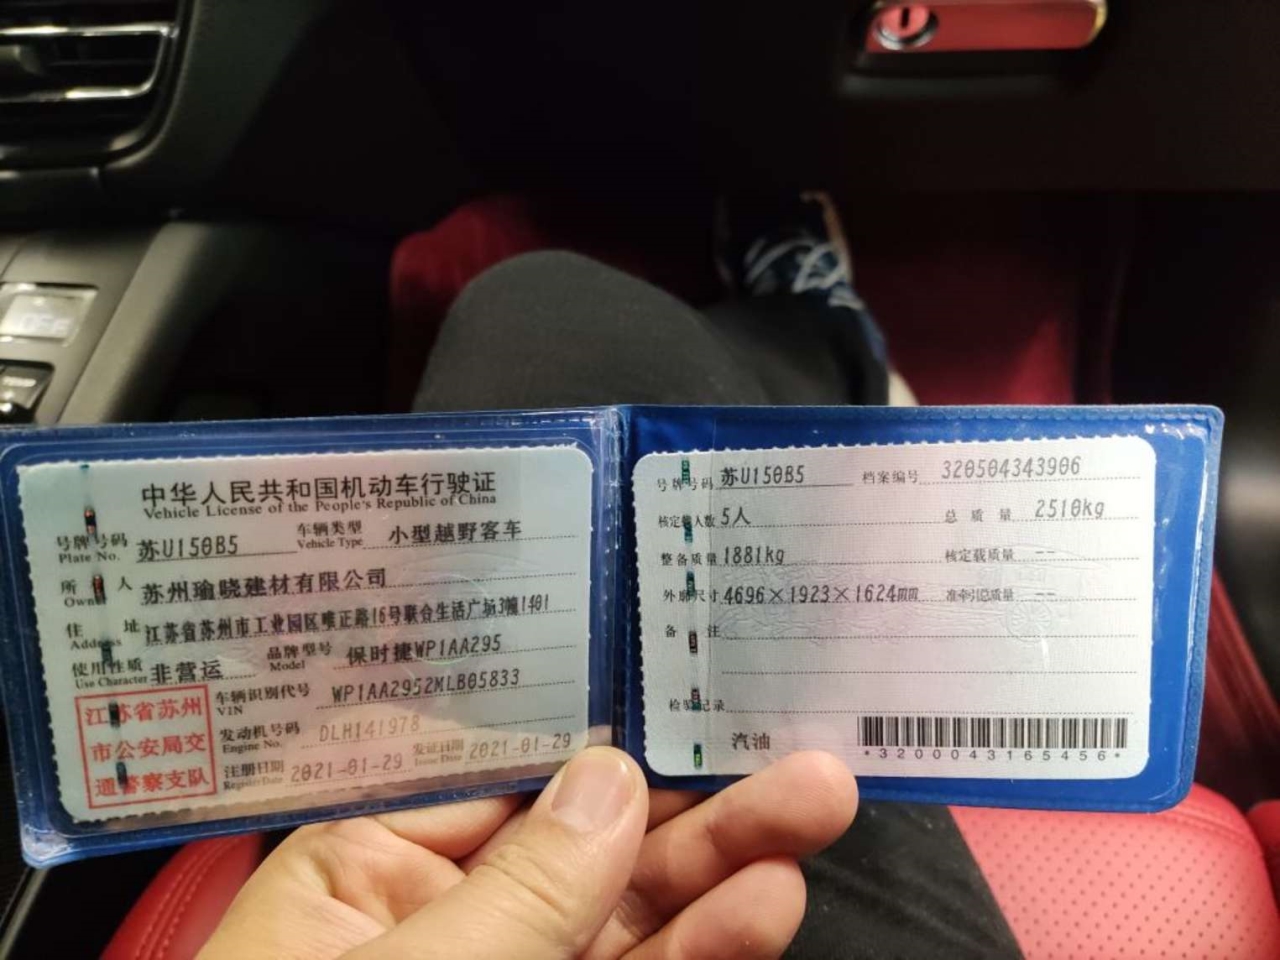 中华人民共和国机动车行驶证
Vehicle License of the People's Republic of China
号牌号码 苏U150B5 车辆类型 小型越野客车
Plate No. Vehicle Type
所 人 苏州瑜晓建材有限公司
Owner
住 址 江苏省苏州市工业园区唯正路16号联合生活广场3幢1401
Address
使用性质 非营运 品牌型号 保时捷WP1AA295
Use Character Model
江苏省苏州
市公安局交
通警察支队
车辆识别代号 WP1AA2952MLB05833
VIN
发动机号码 DLH141978
Engine No.
注册日期 2021-01-29 发证日期 2021-01-29
Register Date Issue Date
号牌号码 苏U150B5 档案编号 320504343906
核定载人数 5人 总 质 量 2510kg
整备质量 1881kg 核定载质量 --
外廓尺寸 4696×1923×1624mm 准牵引总质量 --
备 注
检验记录
汽油 *3200043165456*